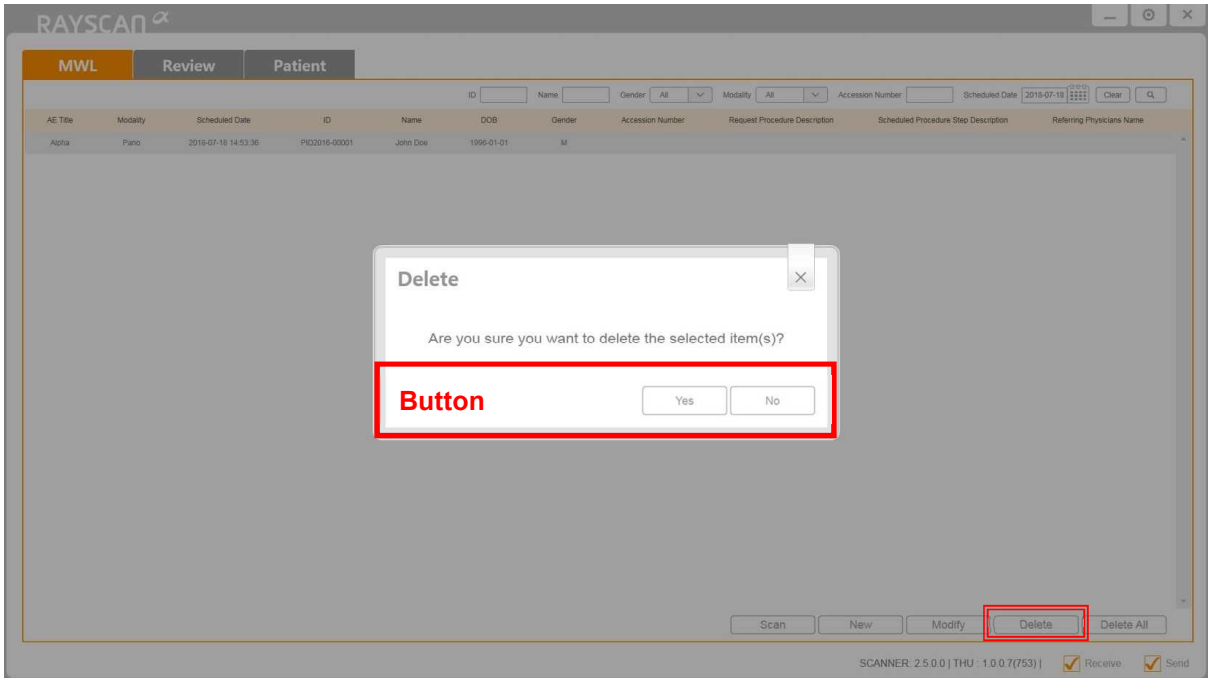 RAYSCAN α
MWL Review Patient
ID Name Gender All Modality All Accession Number Scheduled Date 2018-07-18 Clear
AE Title Modality Scheduled Date ID Name DOB Gender Accession Number Request Procedure Description Scheduled Procedure Step Description Referring Physicians Name
Alpha Pano 2018-07-18 14:53:36 PID2016-00001 John Doe 1996-01-01 M
Delete
Are you sure you want to delete the selected item(s)?
Button Yes No
Scan New Modify Delete Delete All
SCANNER: 2.5.0.0 | THU : 1.0.0.7(753) | Receive Send